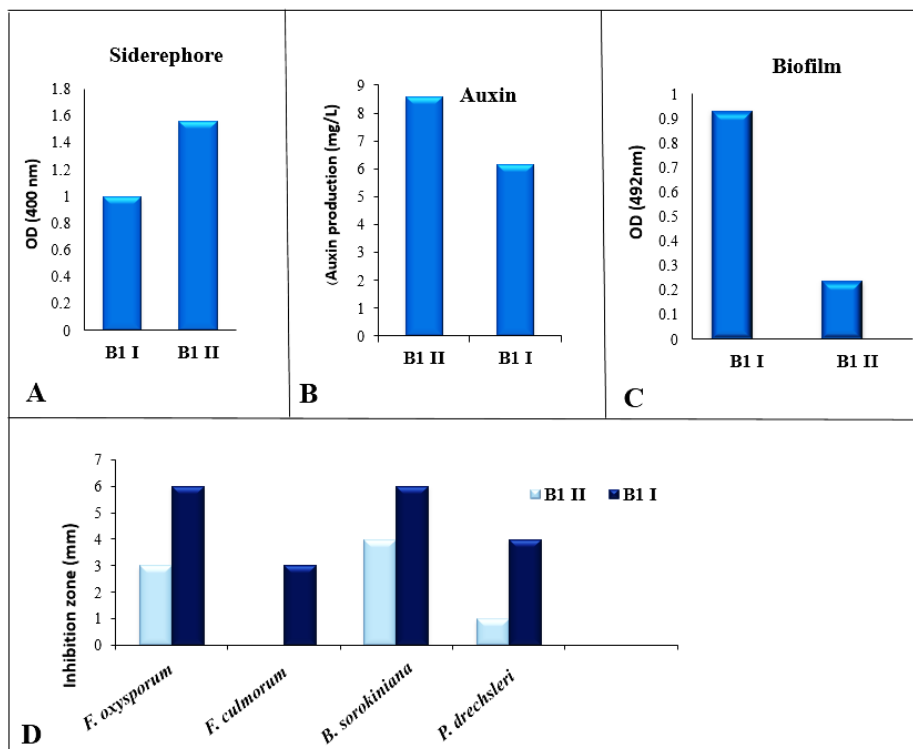 Siderephore
OD (400 nm)
1.8
1.6
1.4
1.2
1
0.8
0.6
0.4
0.2
0
B1 I
B1 II
A
Auxin
(Auxin production (mg/L)
9
8
7
6
5
4
3
2
1
0
B1 II
B1 I
B
Biofilm
OD (492nm)
1
0.9
0.8
0.7
0.6
0.5
0.4
0.3
0.2
0.1
0
B1 I
B1 II
C
Inhibition zone (mm)
7
6
5
4
3
2
1
0
B1 II
B1 I
F. oxysporum
F. culmorum
B. sorokiniana
P. drechsleri
D